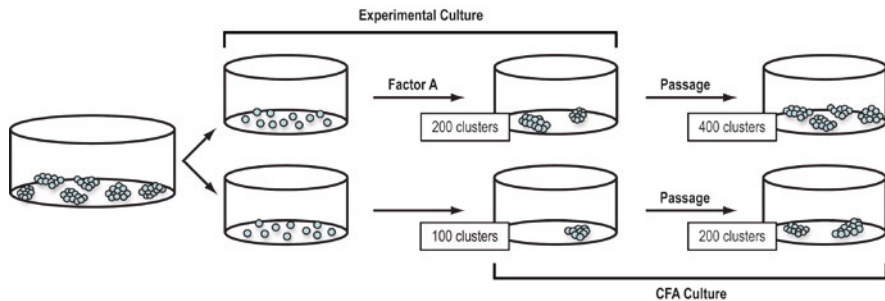 Experimental Culture
Factor A
Passage
200 clusters
400 clusters
Passage
100 clusters
200 clusters
CFA Culture